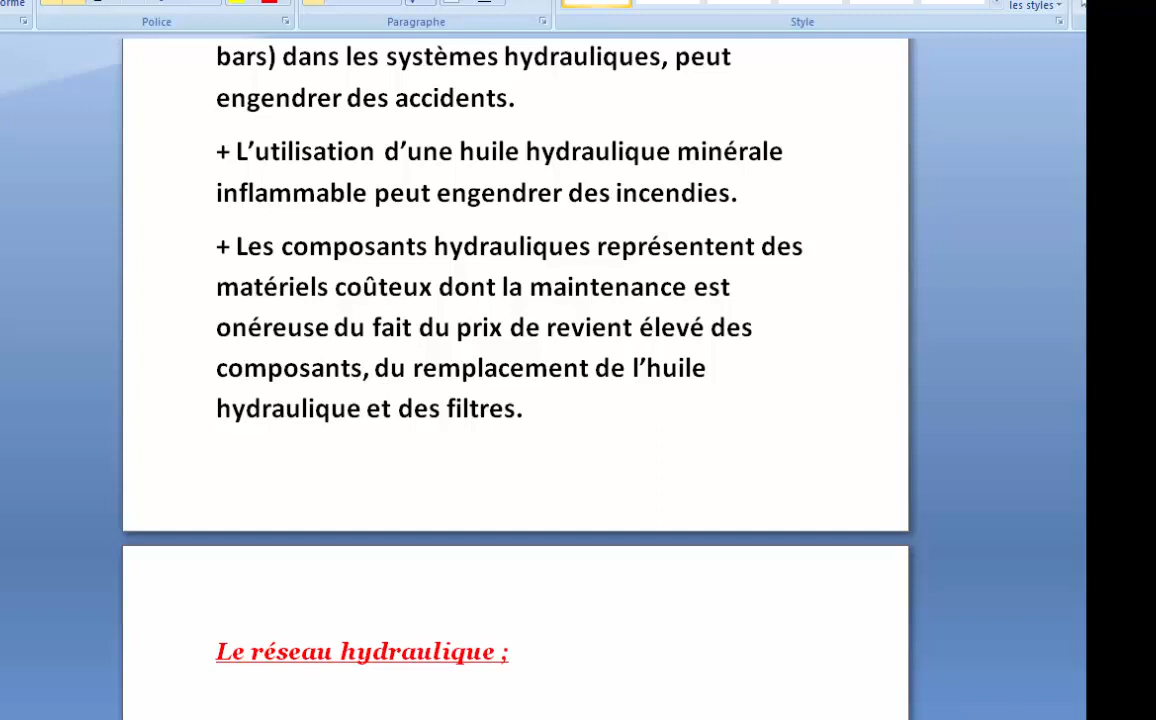 Police
Paragraphe
Style
les styles
bars) dans les systèmes hydrauliques, peut
engendrer des accidents.
+ L’utilisation d’une huile hydraulique minérale
inflammable peut engendrer des incendies.
+ Les composants hydrauliques représentent des
matériels coûteux dont la maintenance est
onéreuse du fait du prix de revient élevé des
composants, du remplacement de l’huile
hydraulique et des filtres.
Le réseau hydraulique ;